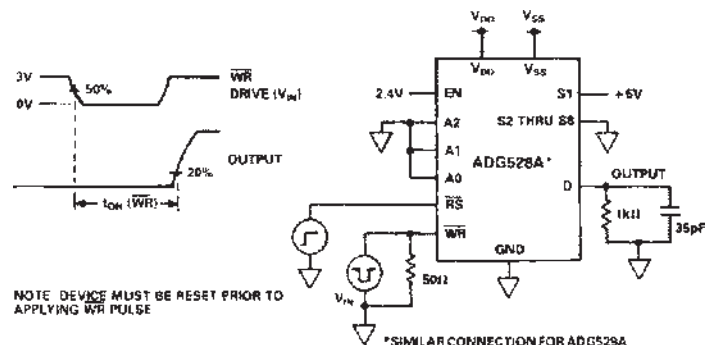 3V
0V
50%
WR
DRIVE (VIN)
OUTPUT
20%
tON (WR)
NOTE DEVICE MUST BE RESET PRIOR TO
APPLYING WR PULSE
VDD VSS
VDD VSS
2.4V EN
A2
A1
A0
RS
WR
S1 +6V
S2 THRU S8
ADG528A*
D OUTPUT
GND
1kΩ
35pF
50Ω
VIN
*SIMILAR CONNECTION FOR ADG529A